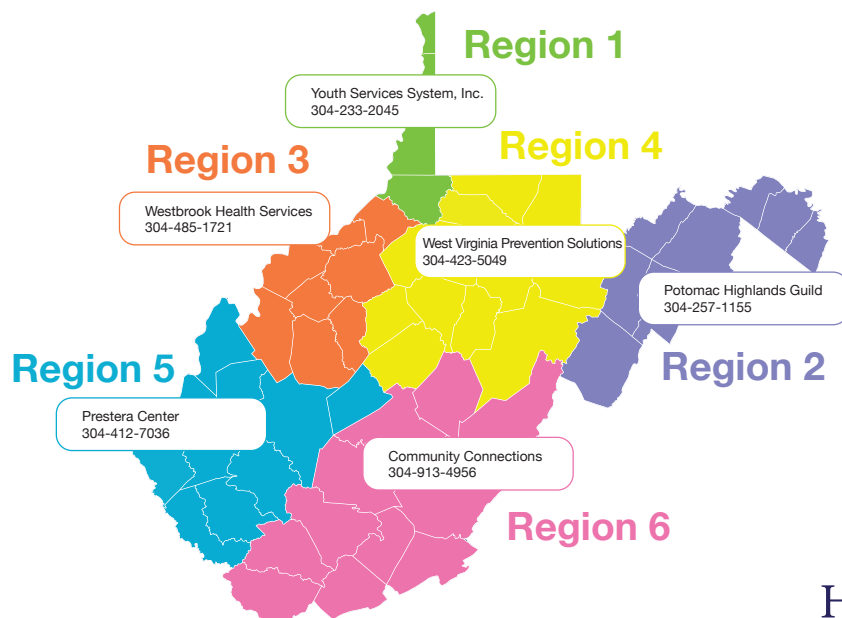 Region 1
Youth Services System, Inc.
304-233-2045
Region 3
Region 4
Westbrook Health Services
304-485-1721
West Virginia Prevention Solutions
304-423-5049
Potomac Highlands Guild
304-257-1155
Region 5
Region 2
Prestera Center
304-412-7036
Community Connections
304-913-4956
Region 6
H